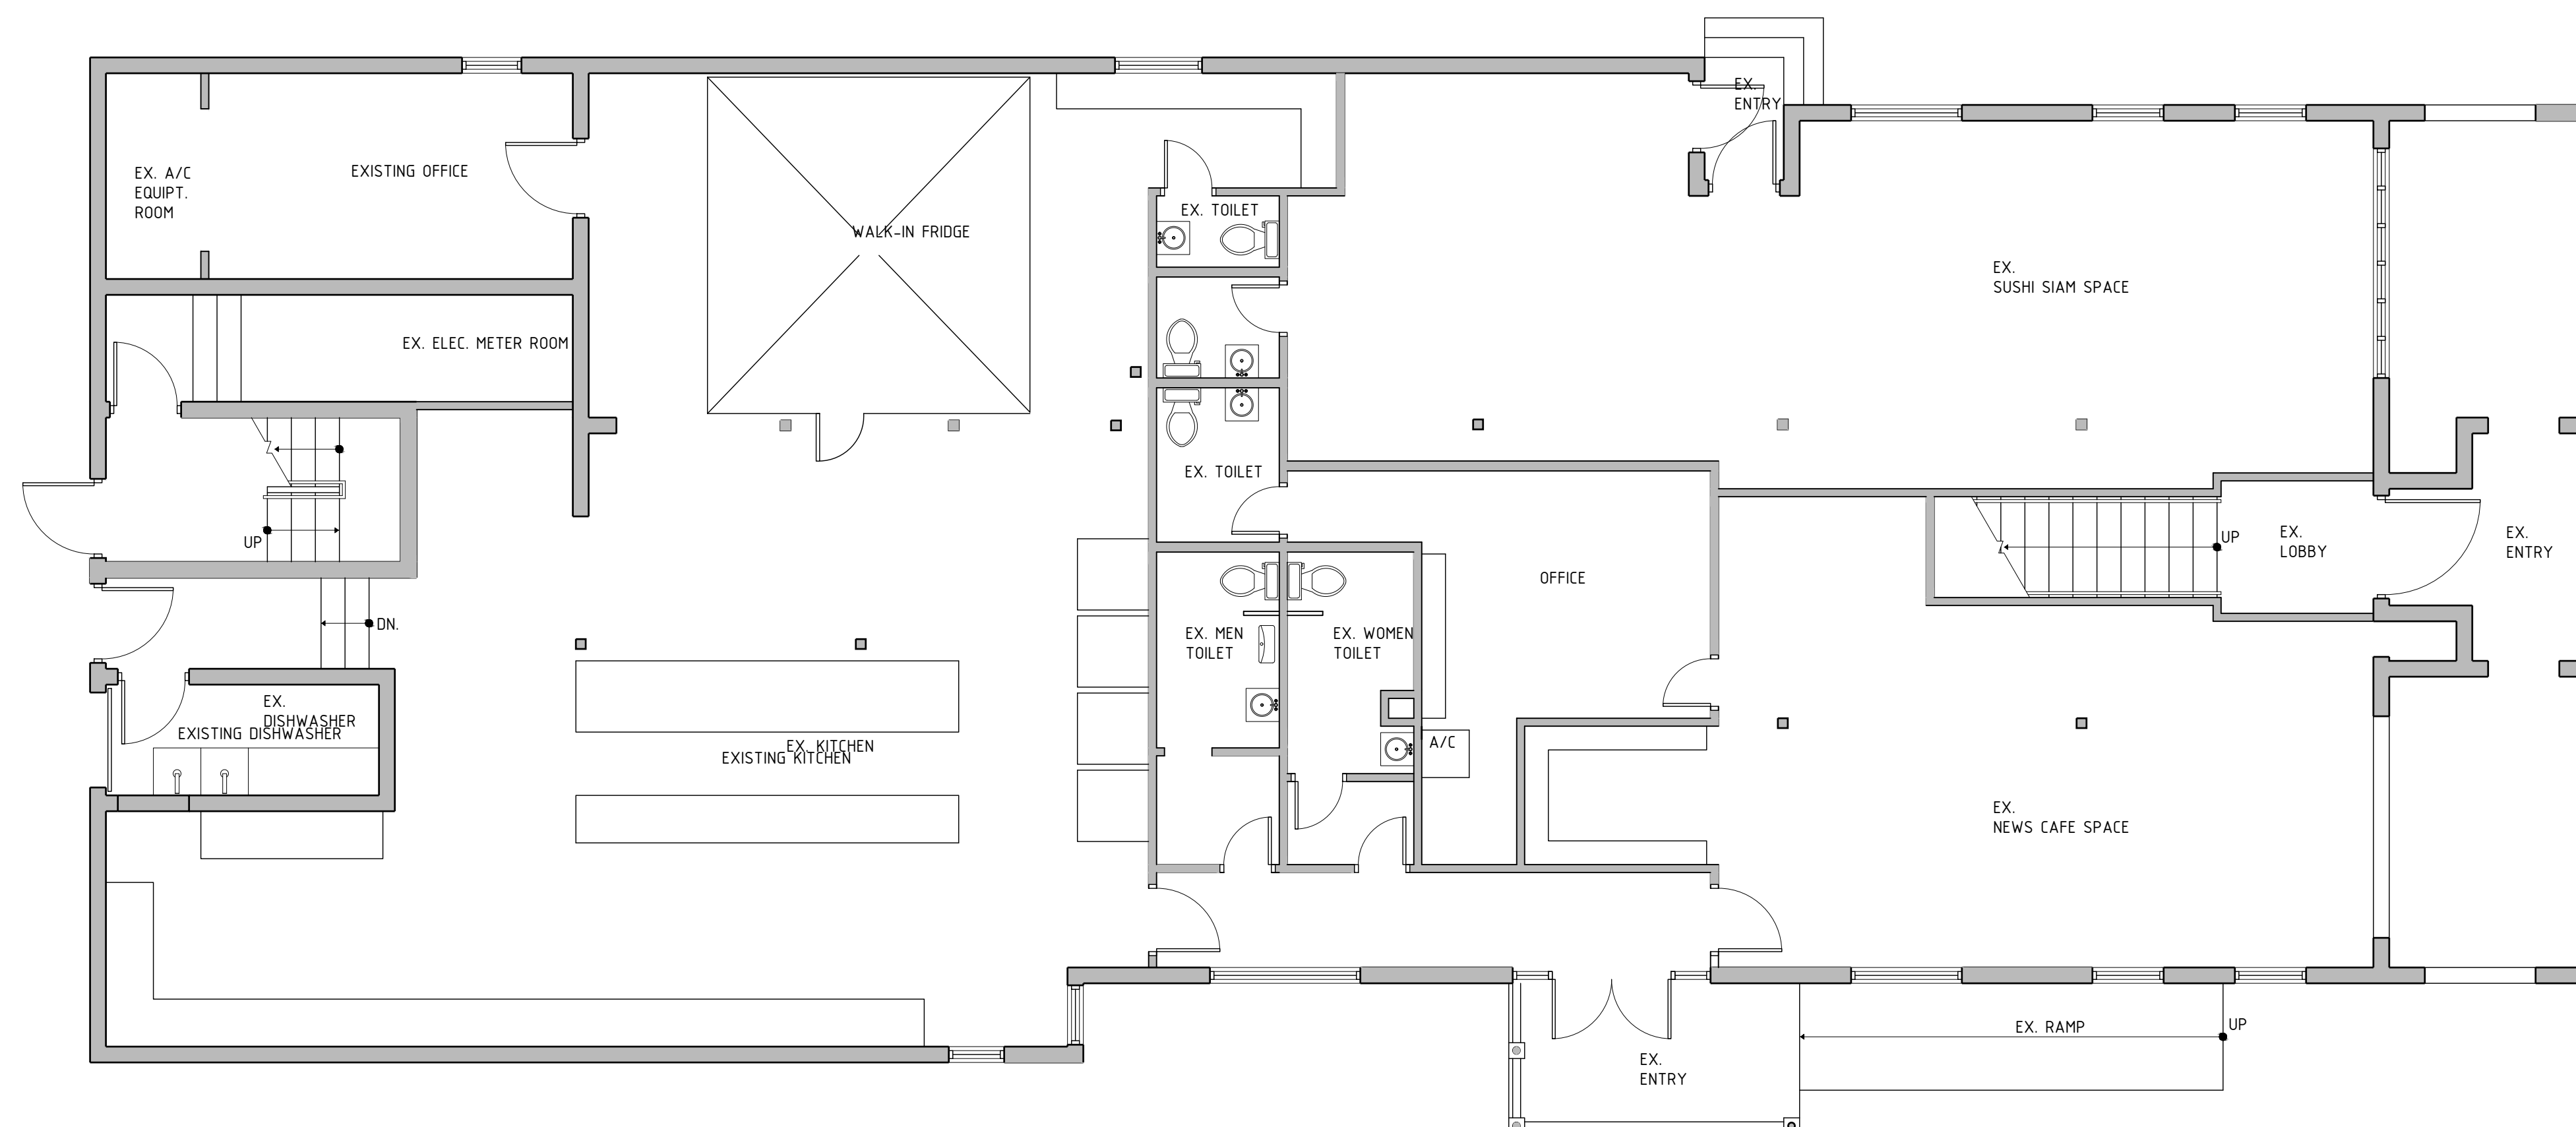 EX.
ENTRY
EX. A/C
EQUIPT.
ROOM
EXISTING OFFICE
WALK-IN FRIDGE
EX. TOILET
EX.
SUSHI SIAM SPACE
EX. ELEC. METER ROOM
EX. TOILET
UP
UP
EX.
LOBBY
EX.
ENTRY
OFFICE
DN.
EX. MEN
TOILET
EX. WOMEN
TOILET
EX.
DISHWASHER
EXISTING DISHWASHER
EX. KITCHEN
EXISTING KITCHEN
A/C
EX.
NEWS CAFE SPACE
EX. RAMP
UP
EX.
ENTRY